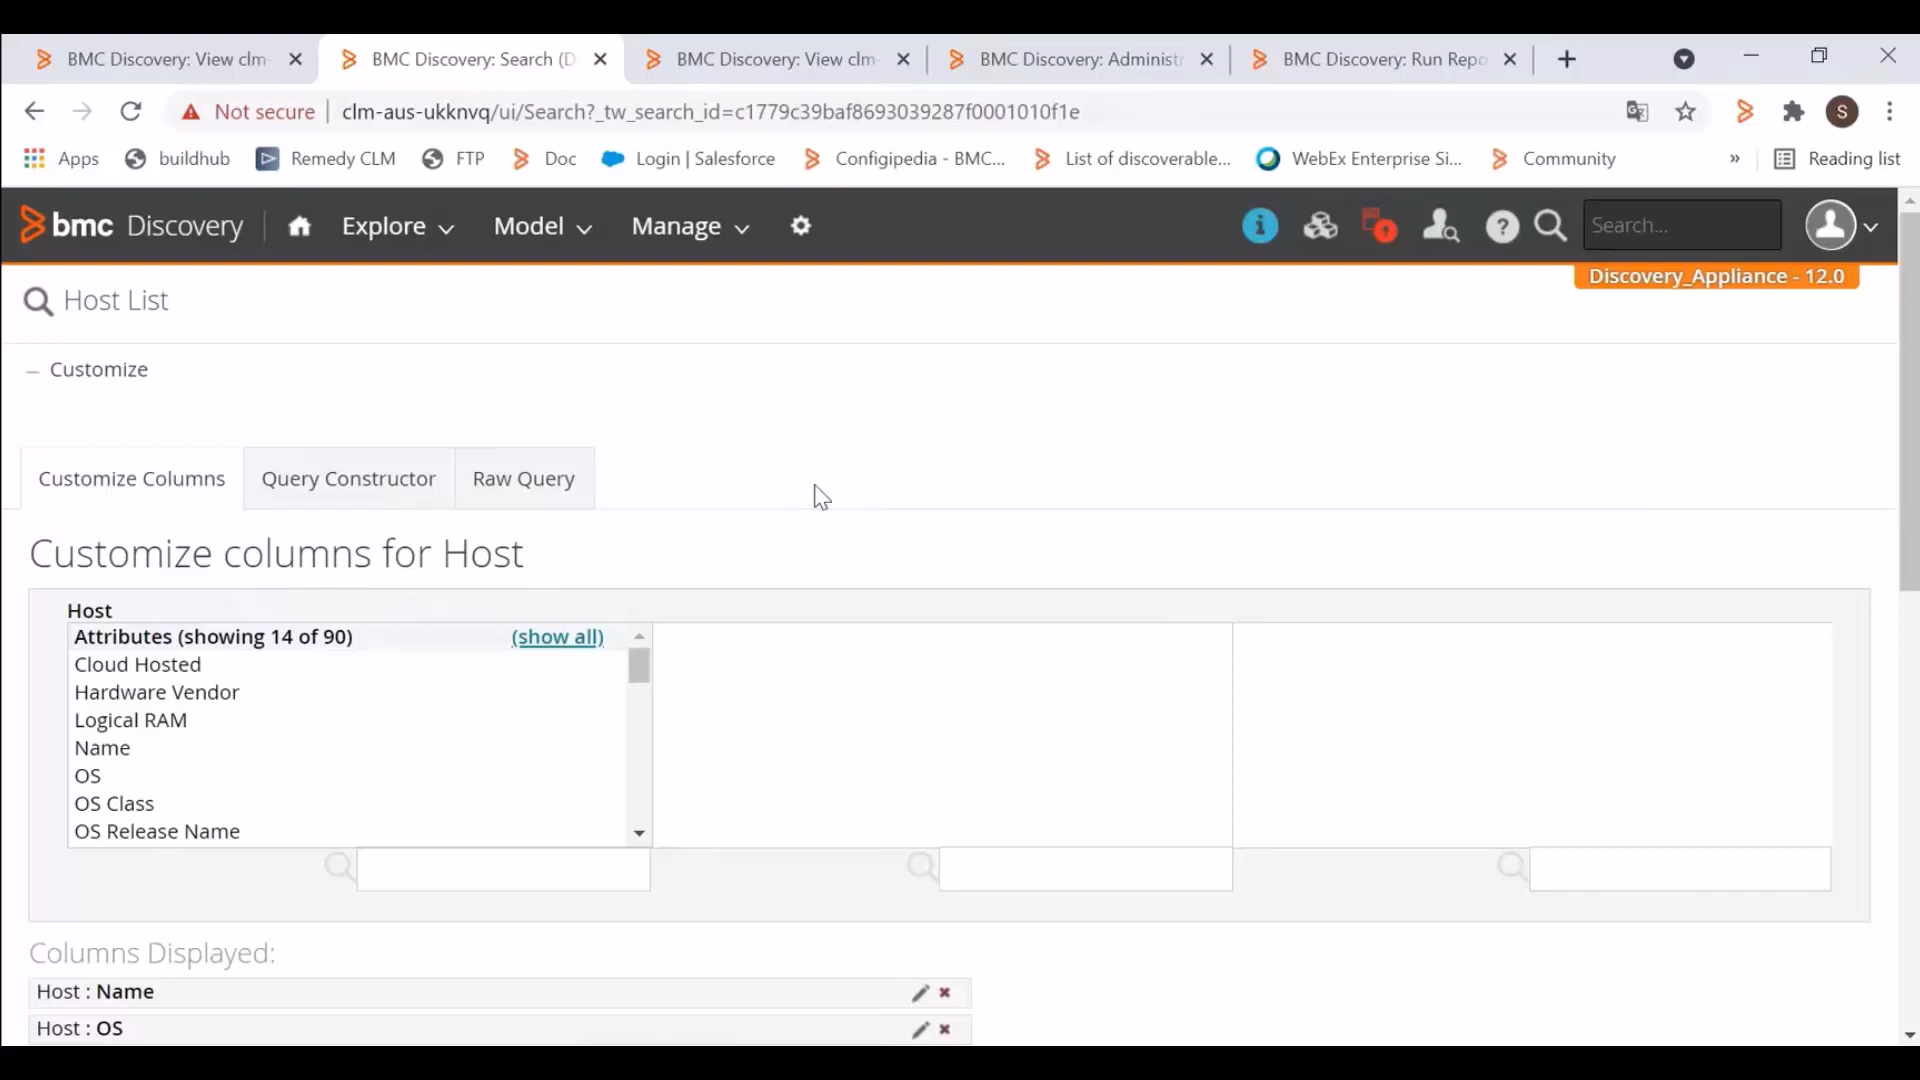 BMC Discovery: View clm-
BMC Discovery: Search (D
BMC Discovery: View clm-
BMC Discovery: Administr
BMC Discovery: Run Repo
Not secure
clm-aus-ukknvq/ui/Search?_tw_search_id=c1779c39baf8693039287f0001010f1e
S
Apps
buildhub
Remedy CLM
FTP
Doc
Login | Salesforce
Configipedia - BMC...
List of discoverable...
WebEx Enterprise Si...
Community
»
Reading list
bmc Discovery
Explore
Model
Manage
Search...
Discovery_Appliance - 12.0
Host List
Customize
Customize Columns
Query Constructor
Raw Query
Customize columns for Host
Host
Attributes (showing 14 of 90) (show all)
Cloud Hosted
Hardware Vendor
Logical RAM
Name
OS
OS Class
OS Release Name
Columns Displayed:
Host : Name
Host : OS